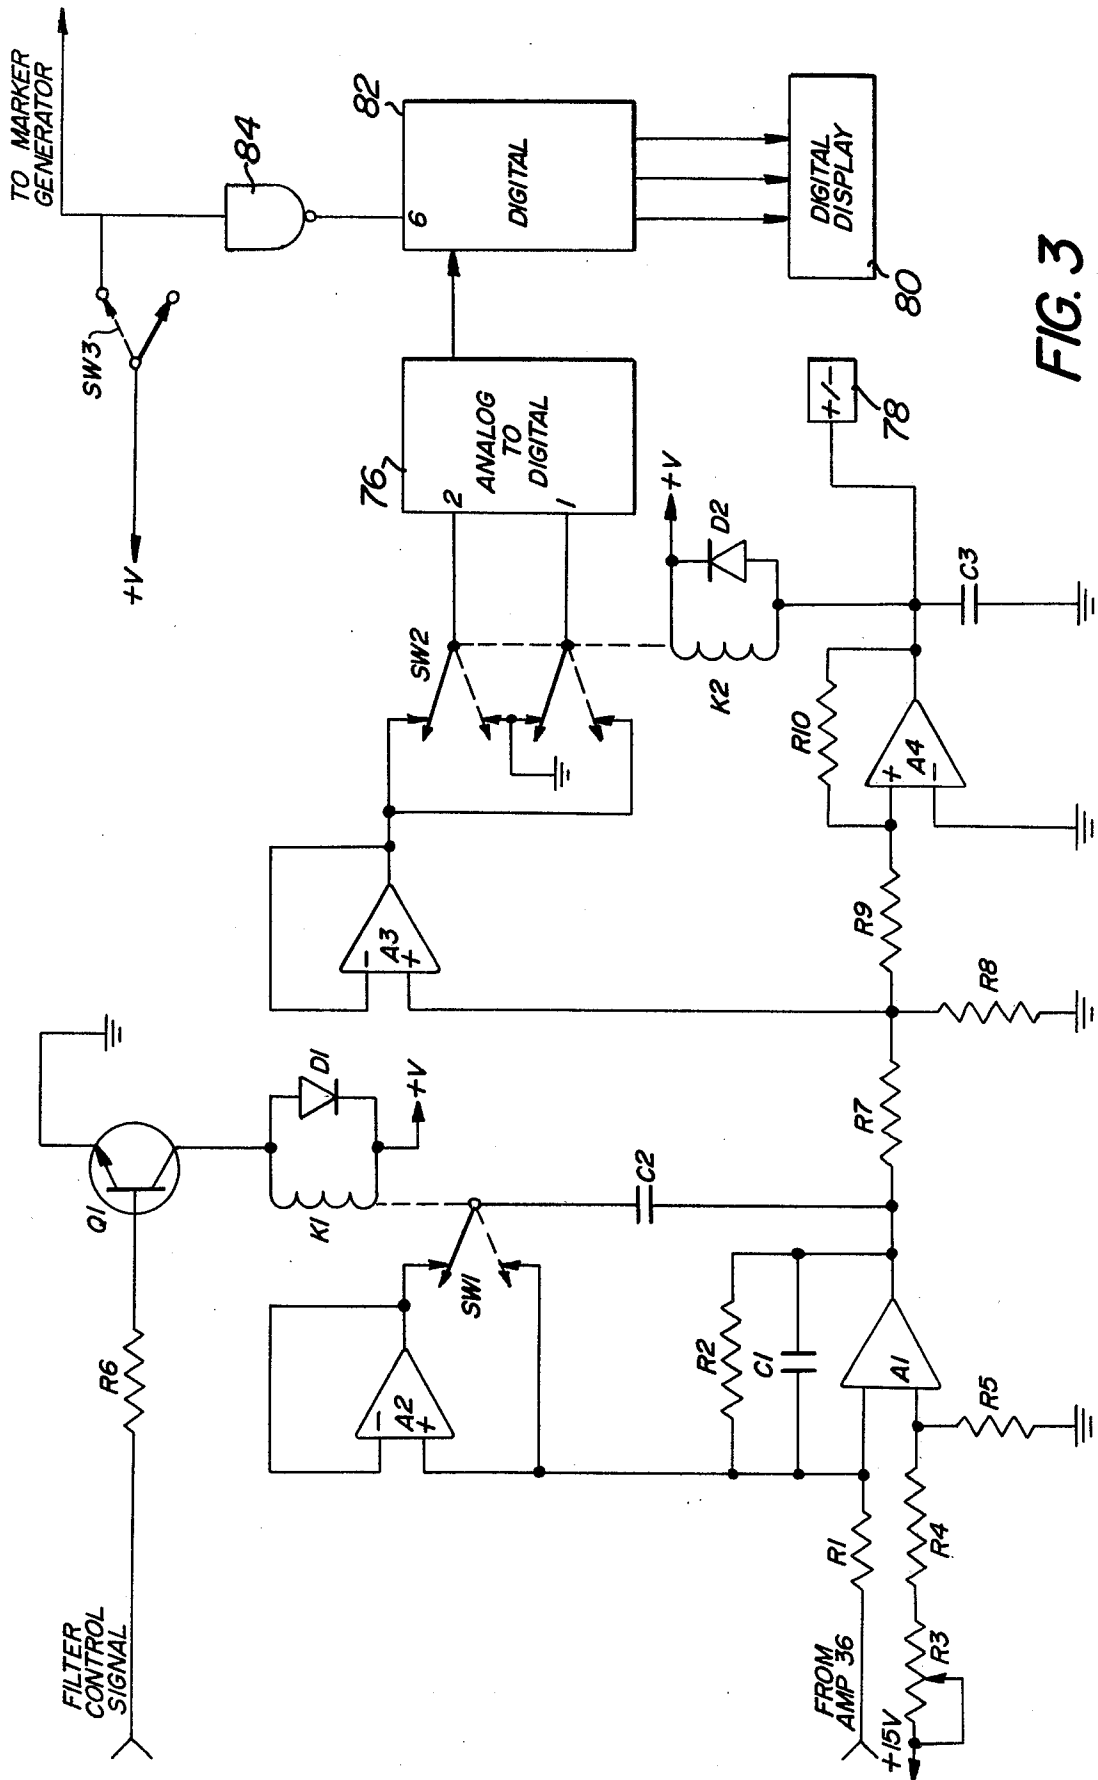 FILTER
CONTROL
SIGNAL
R6
Q1
K1
D1
+V
A2
-
+
SW1
C2
R2
C1
A1
FROM
AMP 36
R1
+15V
R3
R4
R5
R7
R8
R9
A3
-
+
SW2
R10
A4
+
-
K2
D2
+V
C3
+/-
78
76
2
ANALOG
TO
DIGITAL
1
+V
SW3
TO MARKER
GENERATOR
84
82
6
DIGITAL
DIGITAL
DISPLAY
80
FIG. 3